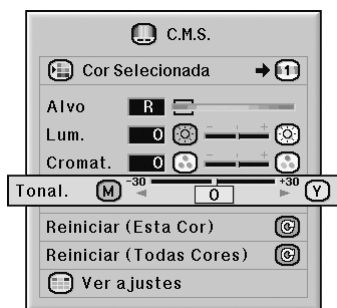 C.M.S.
Cor Selecionada 1
Alvo R
Lum. 0 - +
Cromat. 0 - +
Tonal. M -30 0 +30 Y
Reiniciar (Esta Cor)
Reiniciar (Todas Cores)
Ver ajustes